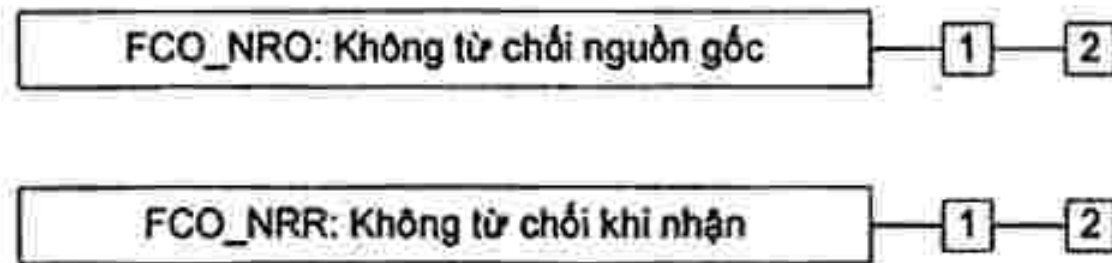 FCO_NRO: Không từ chối nguồn gốc 1 2
FCO_NRR: Không từ chối khi nhận 1 2